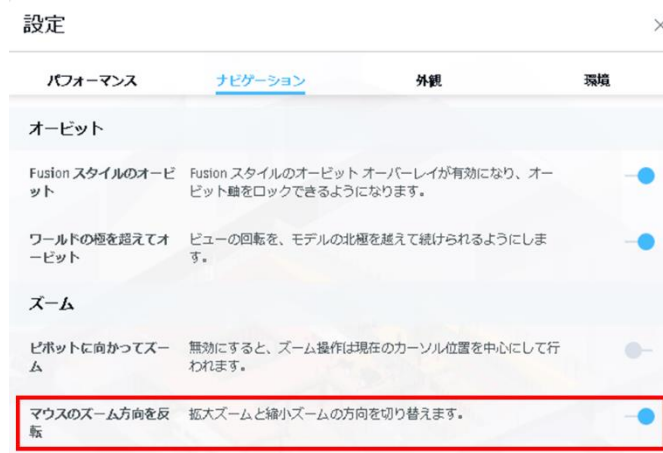 設定
パフォーマンス ナビゲーション 外観 環境
オービット
Fusion スタイルのオービ Fusion スタイルのオービット オーバーレイが有効になり、オー
ット ビット軸をロックできるようになります。
ワールドの極を超えてオ ビューの回転を、モデルの北極を越えて続けられるようにしま
ービット す。
ズーム
ピボットに向かってズー 無効にすると、ズーム操作は現在のカーソル位置を中心にして行
ム われます。
マウスのズーム方向を反 拡大ズームと縮小ズームの方向を切り替えます。
転